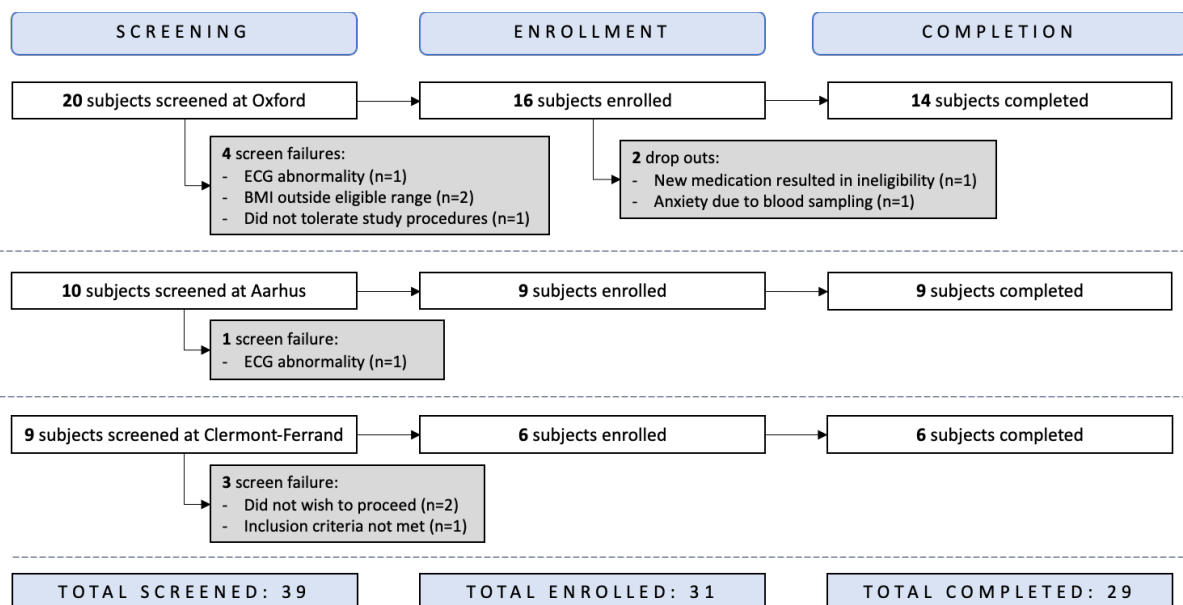 SCREENING
ENROLLMENT
COMPLETION
20 subjects screened at Oxford
16 subjects enrolled
14 subjects completed
4 screen failures:
- ECG abnormality (n=1)
- BMI outside eligible range (n=2)
- Did not tolerate study procedures (n=1)
2 drop outs:
- New medication resulted in ineligibility (n=1)
- Anxiety due to blood sampling (n=1)
10 subjects screened at Aarhus
9 subjects enrolled
9 subjects completed
1 screen failure:
- ECG abnormality (n=1)
9 subjects screened at Clermont-Ferrand
6 subjects enrolled
6 subjects completed
3 screen failure:
- Did not wish to proceed (n=2)
- Inclusion criteria not met (n=1)
TOTAL SCREENED: 39
TOTAL ENROLLED: 31
TOTAL COMPLETED: 29